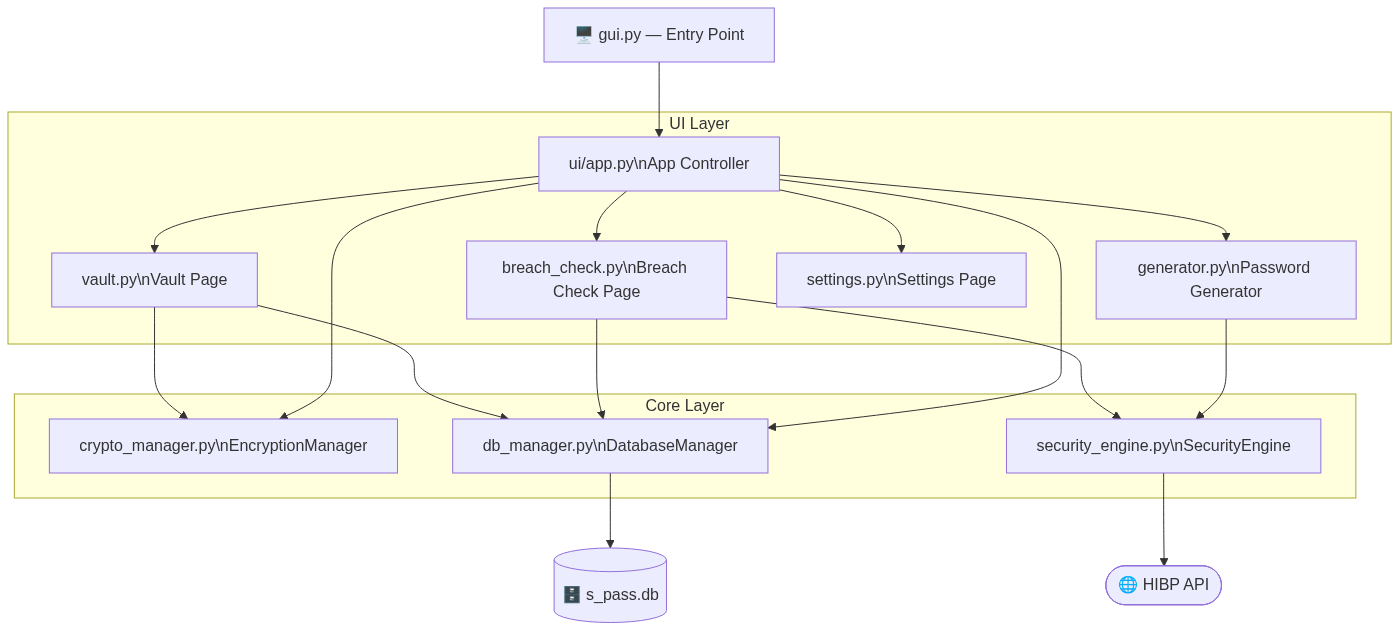 🖥️ gui.py — Entry Point
UI Layer
ui/app.py\nApp Controller
vault.py\nVault Page
breach_check.py\nBreach
Check Page
settings.py\nSettings Page
generator.py\nPassword
Generator
Core Layer
crypto_manager.py\nEncryptionManager
db_manager.py\nDatabaseManager
security_engine.py\nSecurityEngine
🗄️ s_pass.db
🌐 HIBP API